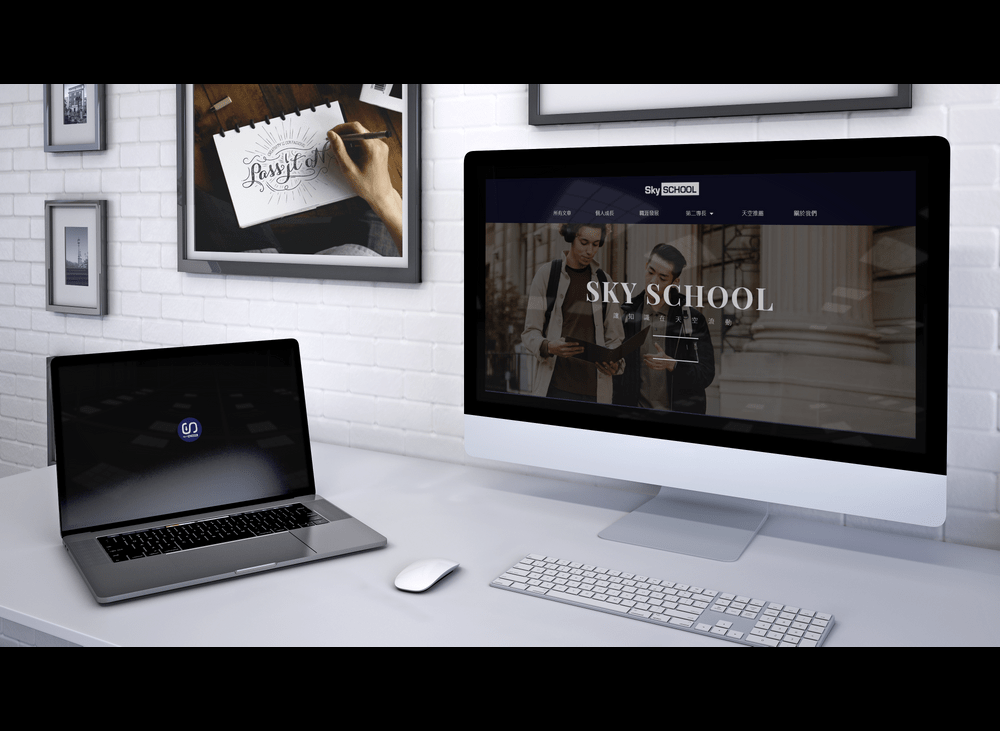 Pass it on
Sky SCHOOL
所有文章 個人成長 職涯發展 第二專長 天空推薦 關於我們
SKY SCHOOL
讓知識在天空流動